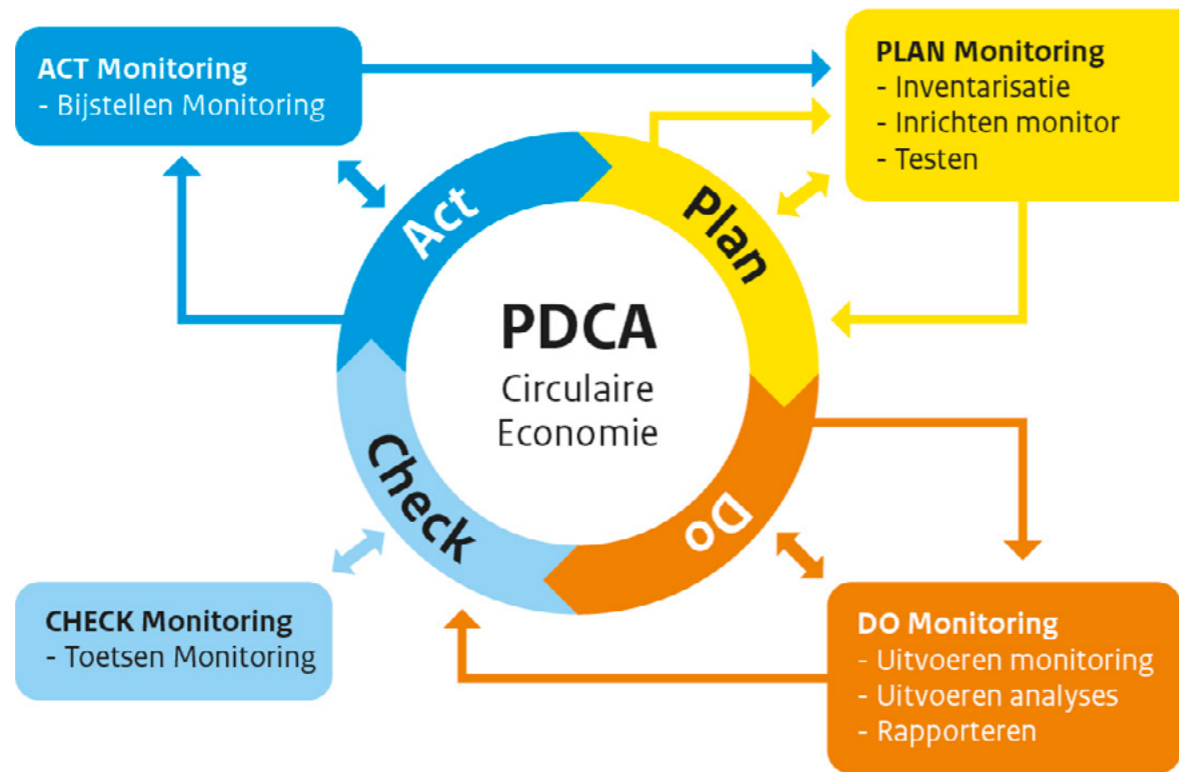 ACT Monitoring
- Bijstellen Monitoring
PLAN Monitoring
- Inventarisatie
- Inrichten monitor
- Testen
Act
Plan
PDCA
Circulaire
Economie
Check
Do
CHECK Monitoring
- Toetsen Monitoring
DO Monitoring
- Uitvoeren monitoring
- Uitvoeren analyses
- Rapporteren